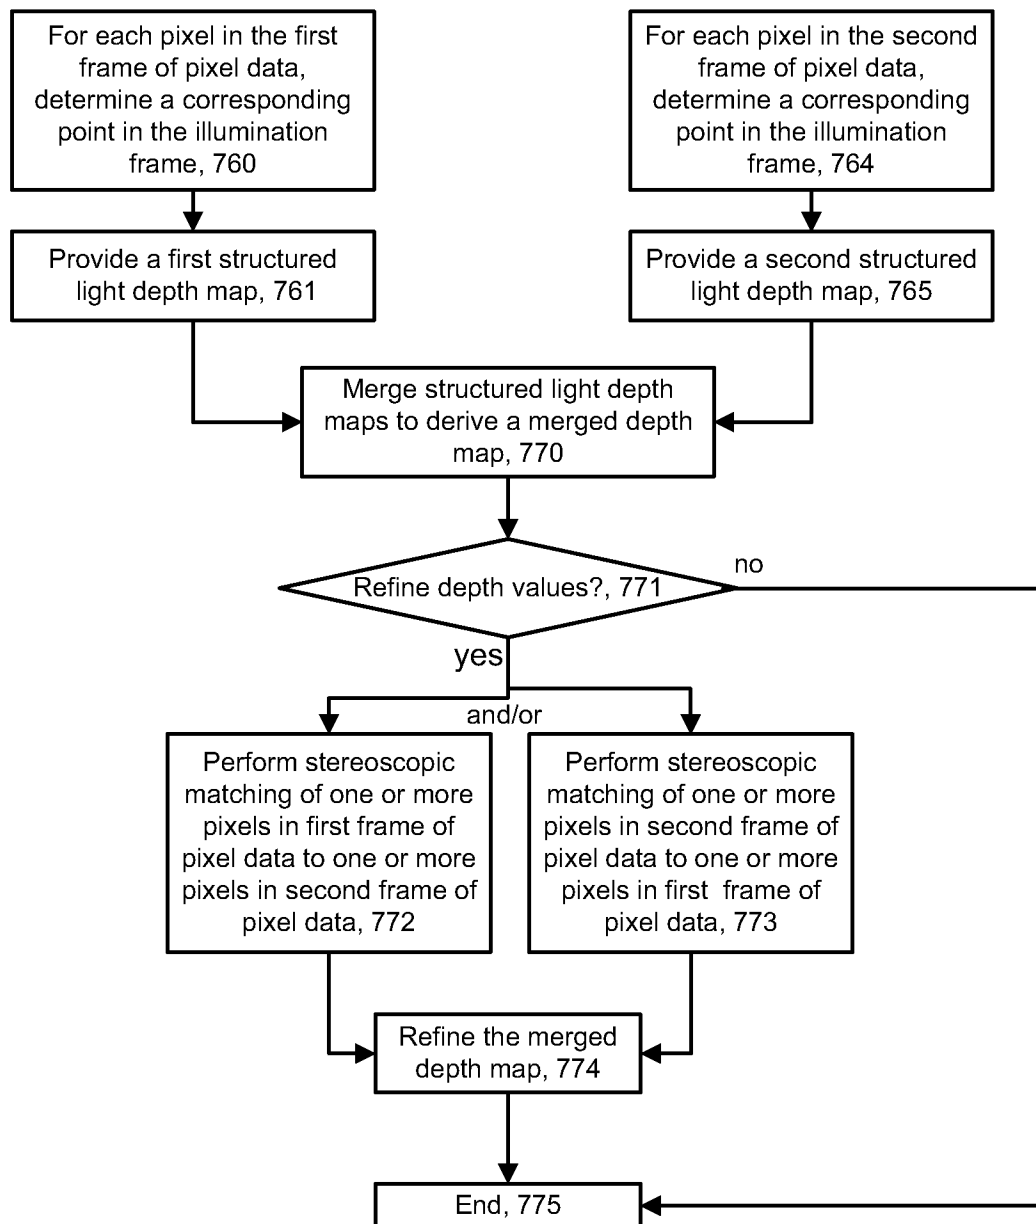 For each pixel in the first
frame of pixel data,
determine a corresponding
point in the illumination
frame, 760
For each pixel in the second
frame of pixel data,
determine a corresponding
point in the illumination
frame, 764
Provide a first structured
light depth map, 761
Provide a second structured
light depth map, 765
Merge structured light depth
maps to derive a merged depth
map, 770
Refine depth values?, 771
no
yes
and/or
Perform stereoscopic
matching of one or more
pixels in first frame of
pixel data to one or more
pixels in second frame of
pixel data, 772
Perform stereoscopic
matching of one or more
pixels in second frame of
pixel data to one or more
pixels in first frame of
pixel data, 773
Refine the merged
depth map, 774
End, 775